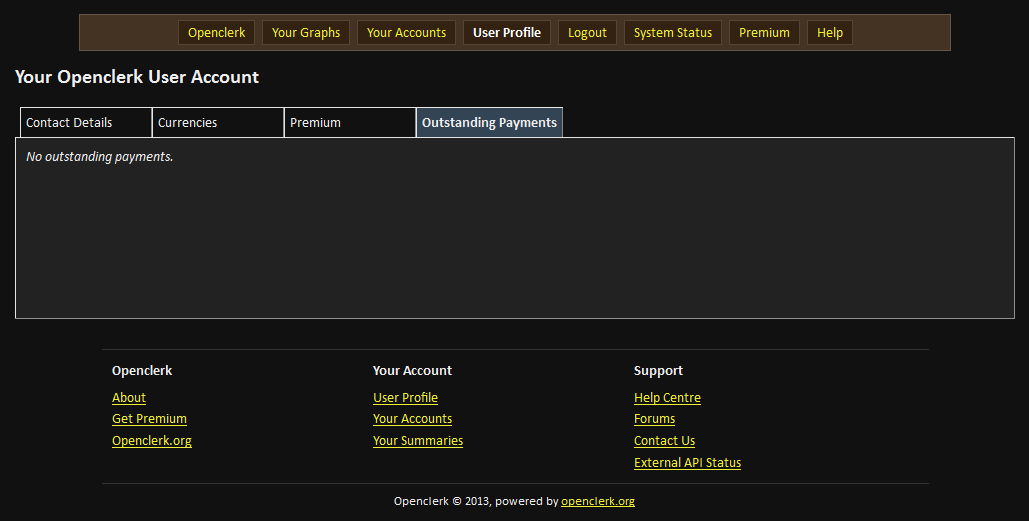 Openclerk Your Graphs Your Accounts User Profile Logout System Status Premium Help
Your Openclerk User Account
Contact Details Currencies Premium Outstanding Payments
No outstanding payments.
Openclerk Your Account Support
About User Profile Help Centre
Get Premium Your Accounts Forums
Openclerk.org Your Summaries Contact Us
External API Status
Openclerk © 2013, powered by openclerk.org